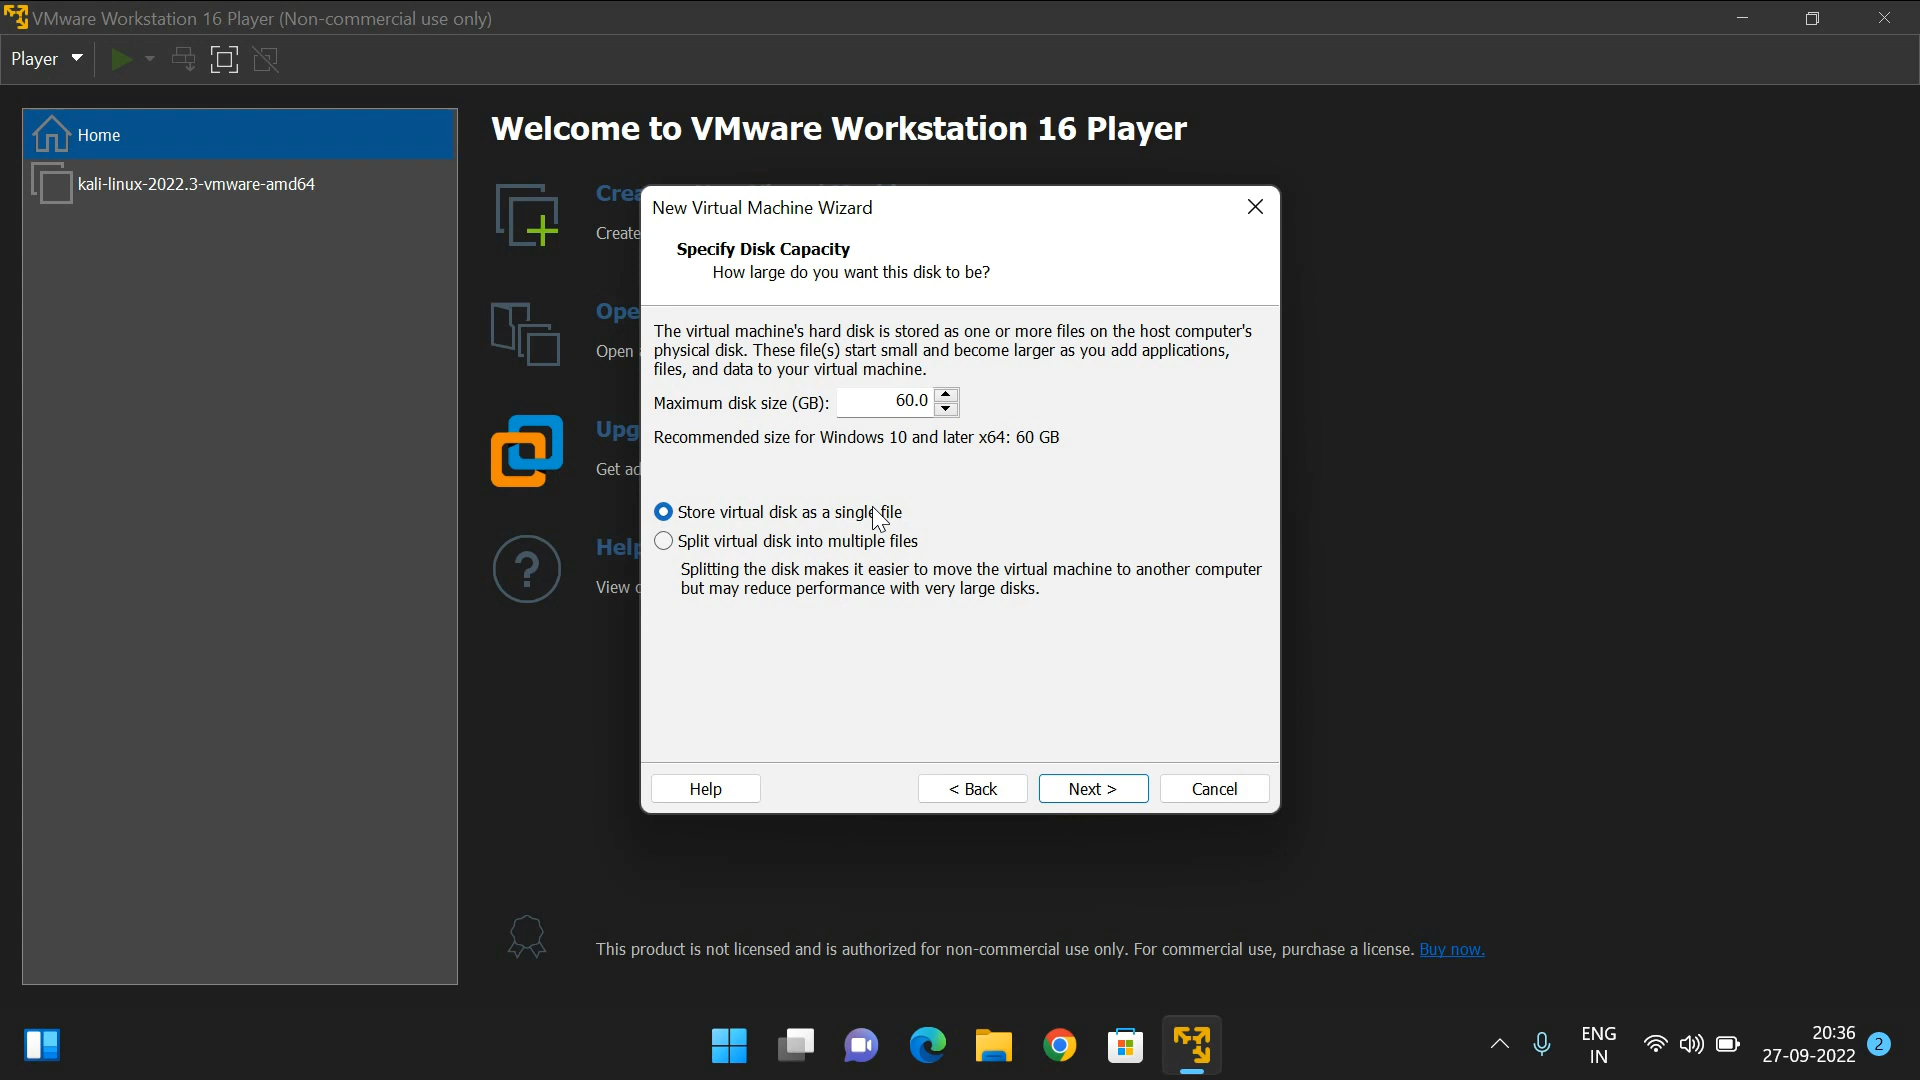 VMware Workstation 16 Player (Non-commercial use only)
Player
Home
kali-linux-2022.3-vmware-amd64
Welcome to VMware Workstation 16 Player
Create
Open
New Virtual Machine Wizard
Specify Disk Capacity
How large do you want this disk to be?
The virtual machine's hard disk is stored as one or more files on the host computer's
physical disk. These file(s) start small and become larger as you add applications,
files, and data to your virtual machine.
Maximum disk size (GB): 60.0
Recommended size for Windows 10 and later x64: 60 GB
Store virtual disk as a single file
Split virtual disk into multiple files
Splitting the disk makes it easier to move the virtual machine to another computer
but may reduce performance with very large disks.
Help
View
Help
< Back
Next >
Cancel
This product is not licensed and is authorized for non-commercial use only. For commercial use, purchase a license. Buy now.
ENG
IN
20:36
27-09-2022
2